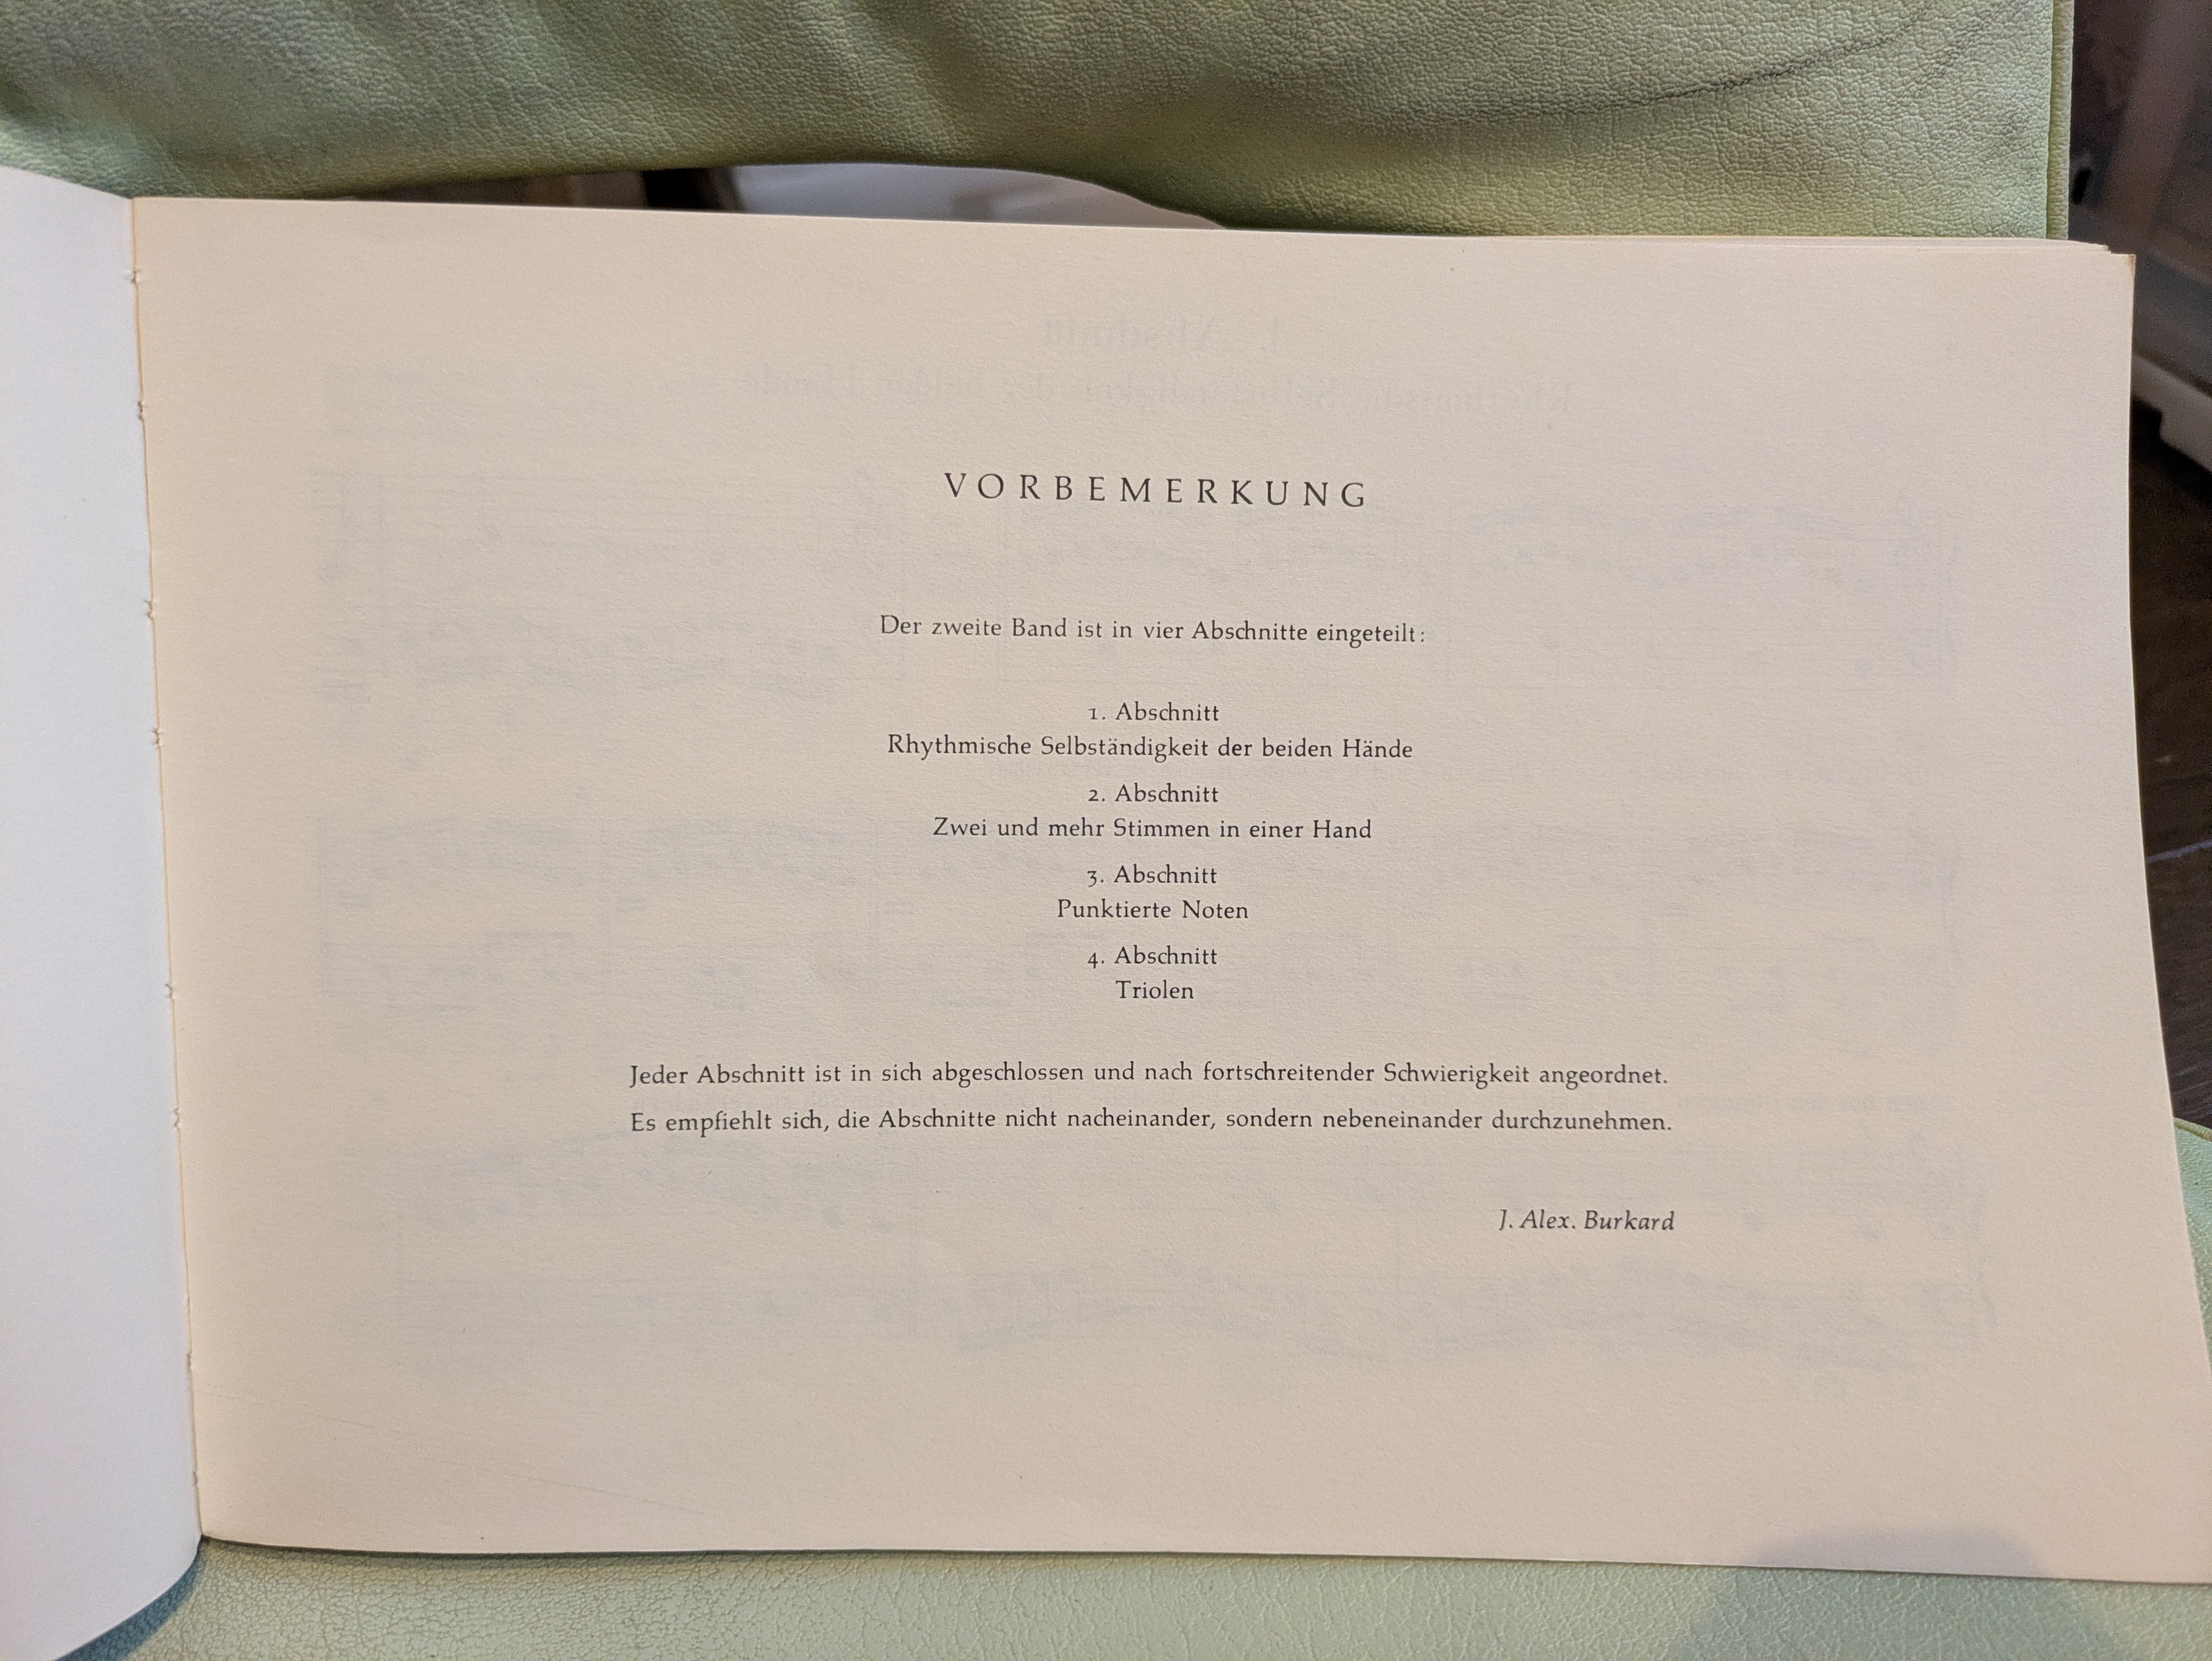 VORBEMERKUNG
Der zweite Band ist in vier Abschnitte eingeteilt:
1. Abschnitt
Rhythmische Selbständigkeit der beiden Hände
2. Abschnitt
Zwei und mehr Stimmen in einer Hand
3. Abschnitt
Punktierte Noten
4. Abschnitt
Triolen
Jeder Abschnitt ist in sich abgeschlossen und nach fortschreitender Schwierigkeit angeordnet.
Es empfiehlt sich, die Abschnitte nicht nacheinander, sondern nebeneinander durchzunehmen.
J. Alex. Burkard